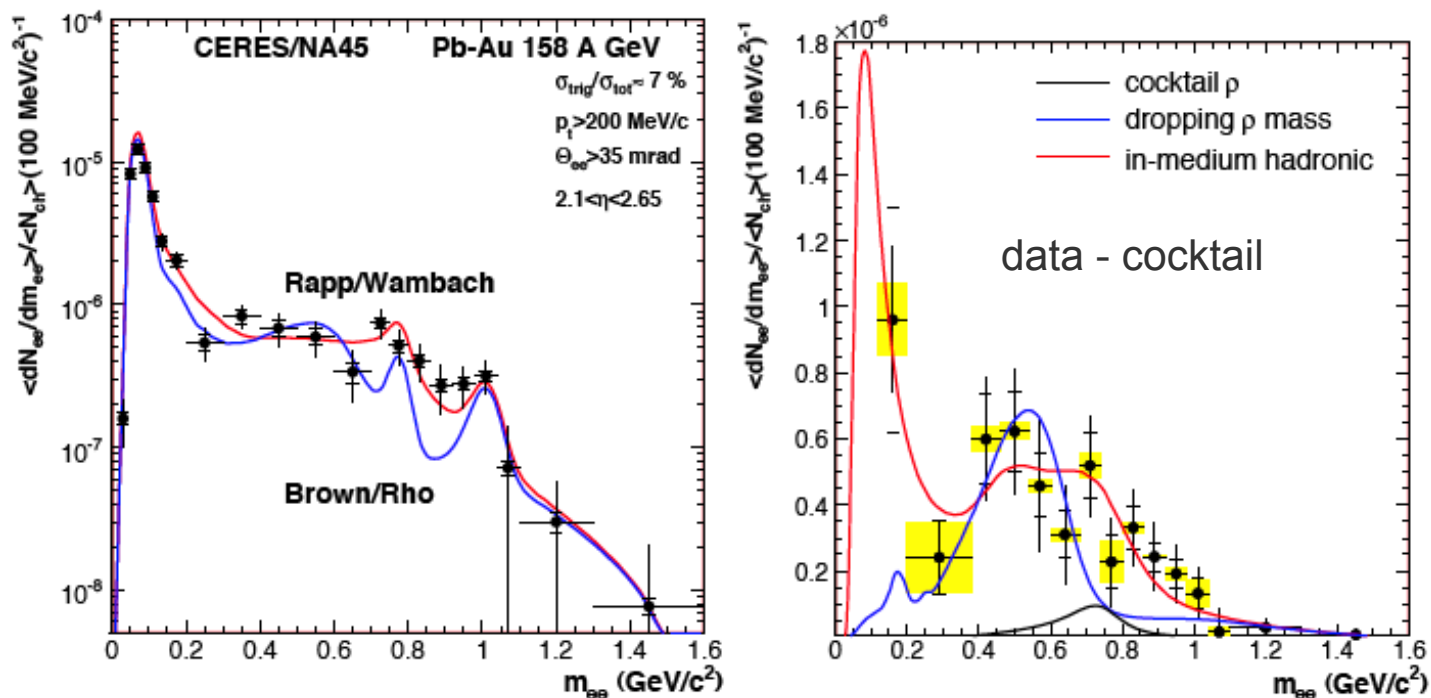 CERES/NA45 Pb-Au 158 A GeV
σtrig/σtot≈ 7 %
pt>200 MeV/c
Θee>35 mrad
2.1<η<2.65
Rapp/Wambach
Brown/Rho
<dNee/dmee>/<Nch>(100 MeV/c²)⁻¹
10⁻⁴
10⁻⁵
10⁻⁶
10⁻⁷
10⁻⁸
0 0.2 0.4 0.6 0.8 1 1.2 1.4 1.6
mee (GeV/c²)
×10⁻⁶
cocktail ρ
dropping ρ mass
in-medium hadronic
data - cocktail
<dNee/dmee>/<Nch>(100 MeV/c²)⁻¹
1.8
1.6
1.4
1.2
1
0.8
0.6
0.4
0.2
0 0.2 0.4 0.6 0.8 1 1.2 1.4 1.6
mee (GeV/c²)